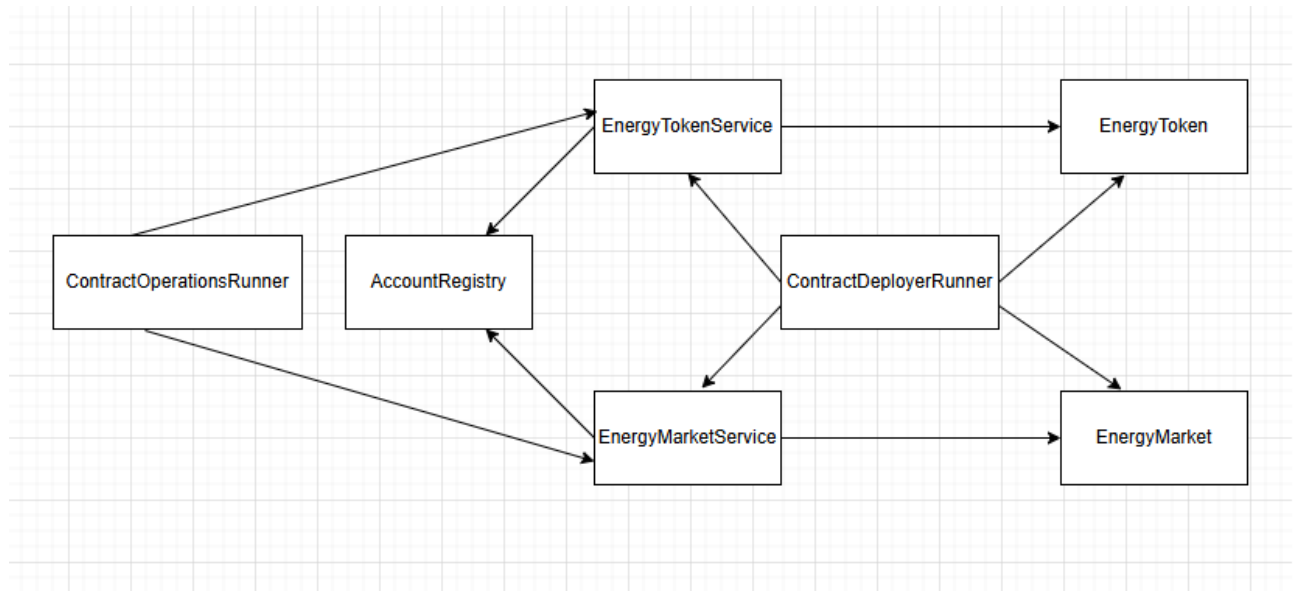 EnergyTokenService
EnergyToken
ContractOperationsRunner
AccountRegistry
ContractDeployerRunner
EnergyMarketService
EnergyMarket